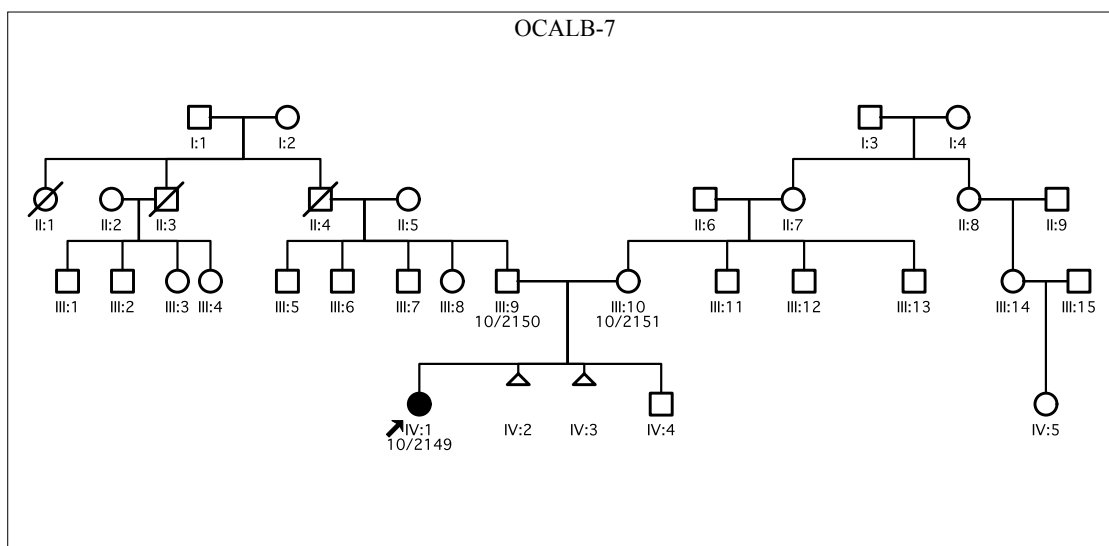 OCALB-7
I:1 I:2 I:3 I:4
II:1 II:2 II:3 II:4 II:5 II:6 II:7 II:8 II:9
III:1 III:2 III:3 III:4 III:5 III:6 III:7 III:8 III:9 III:10 III:11 III:12 III:13 III:14 III:15
10/2150 10/2151
IV:1 IV:2 IV:3 IV:4 IV:5
10/2149